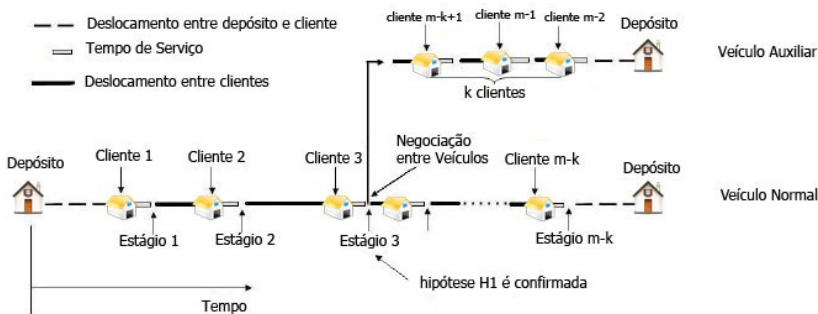 Deslocamento entre depósito e cliente
Tempo de Serviço
Deslocamento entre clientes
cliente m-k+1
cliente m-1
cliente m-2
Depósito
Veículo Auxiliar
k clientes
Negociação
entre Veículos
Depósito
Cliente 1
Cliente 2
Cliente 3
Cliente m-k
Depósito
Veículo Normal
Estágio 1
Estágio 2
Estágio 3
Estágio m-k
hipótese H1 é confirmada
Tempo